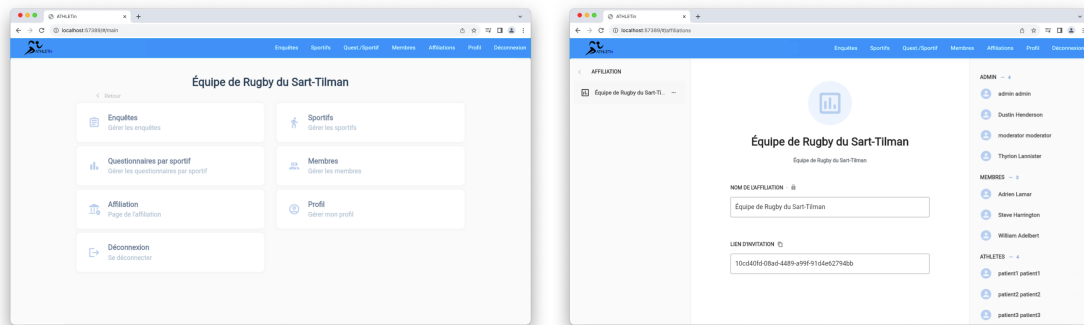 ATHLETin
localhost:57389/#/main
ATHLETin
Enquêtes Sportifs Quest./Sportif Membres Affiliations Profil Déconnexion
Équipe de Rugby du Sart-Tilman
Retour
Enquêtes
Gérer les enquêtes
Sportifs
Gérer les sportifs
Questionnaires par sportif
Gérer les questionnaires par sportif
Membres
Gérer les membres
Affiliation
Page de l'affiliation
Profil
Gérer mon profil
Déconnexion
Se déconnecter
ATHLETin
localhost:57389/#/affiliations
ATHLETin
Enquêtes Sportifs Quest./Sportif Membres Affiliations Profil Déconnexion
AFFILIATION
Équipe de Rugby du Sart-Ti...
Équipe de Rugby du Sart-Tilman
Équipe de Rugby du Sart-Tilman
NOM DE L'AFFILIATION
Équipe de Rugby du Sart-Tilman
LIEN D'INVITATION
10cd40fd-08ad-4489-a99f-91d4e62794bb
ADMIN — 4
admin admin
Dustin Henderson
moderator moderator
Thyrion Lannister
MEMBRES —
Adrien Lamar
Steve Harrington
William Adelbert
ATHLETES —
patient1 patient1
patient2 patient2
patient3 patient3